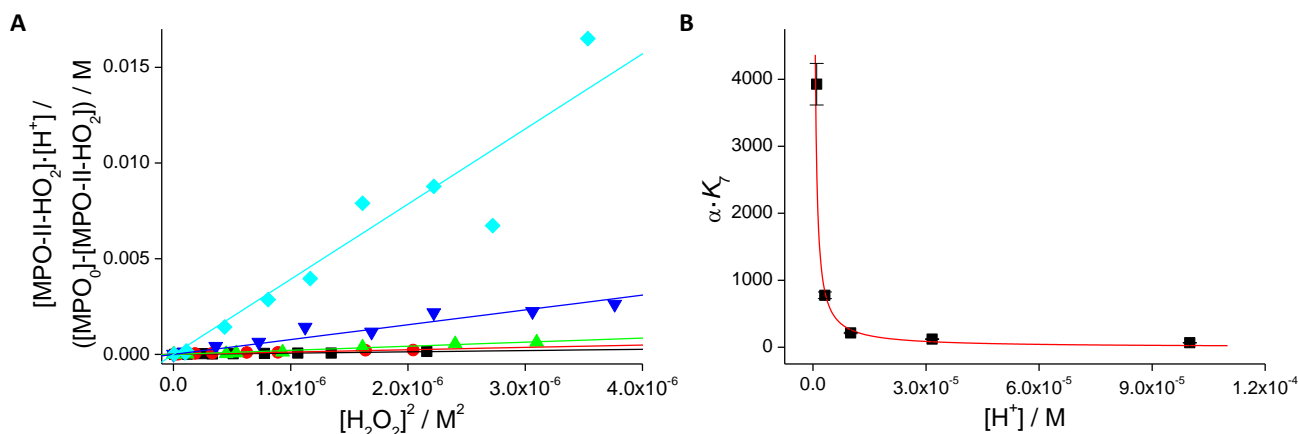 A
[MPO-II-HO₂]·[H⁺] /
([MPO₀]-[MPO-II-HO₂]) / M
0.015
0.010
0.005
0.000
0.0
1.0x10⁻⁶
2.0x10⁻⁶
3.0x10⁻⁶
4.0x10⁻⁶
[H₂O₂]² / M²
B
α·K₇
4000
3000
2000
1000
0
0.0
3.0x10⁻⁵
6.0x10⁻⁵
9.0x10⁻⁵
1.2x10⁻⁴
[H⁺] / M